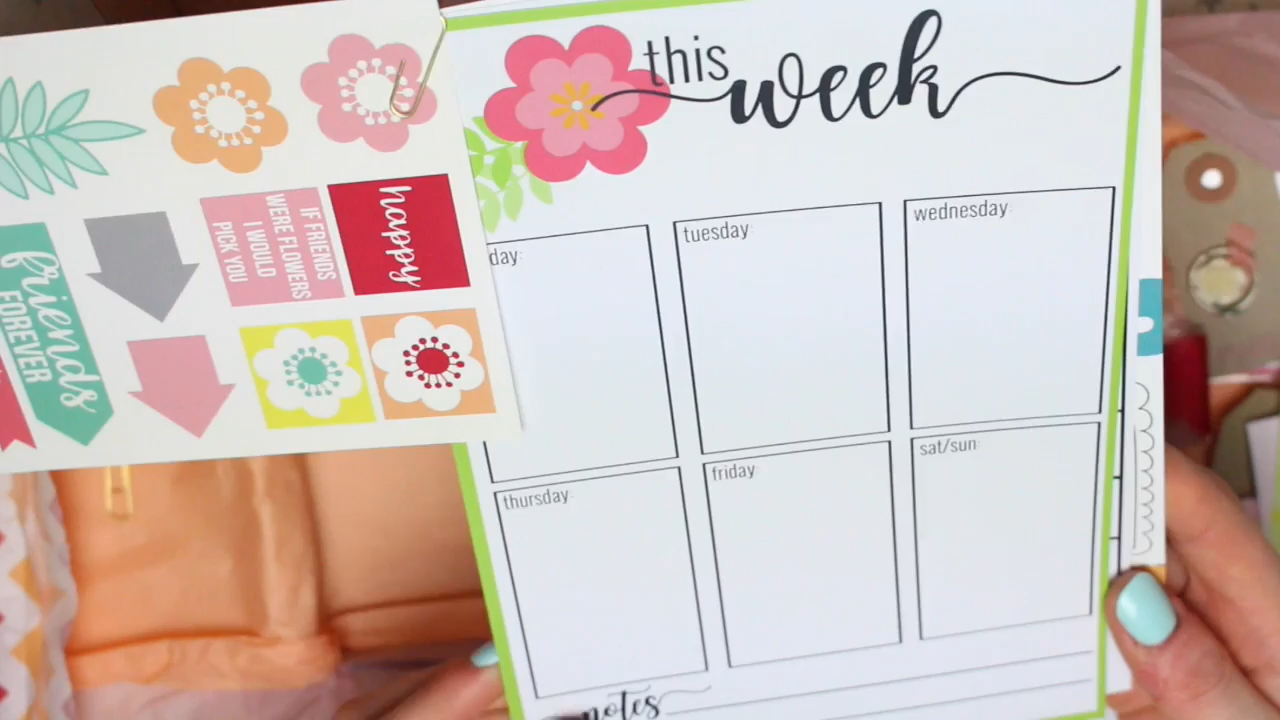 this
week
day:
tuesday:
wednesday:
thursday:
friday:
sat/sun:
notes
happy
IF FRIENDS
WERE FLOWERS
I WOULD
PICK YOU
friends
FOREVER